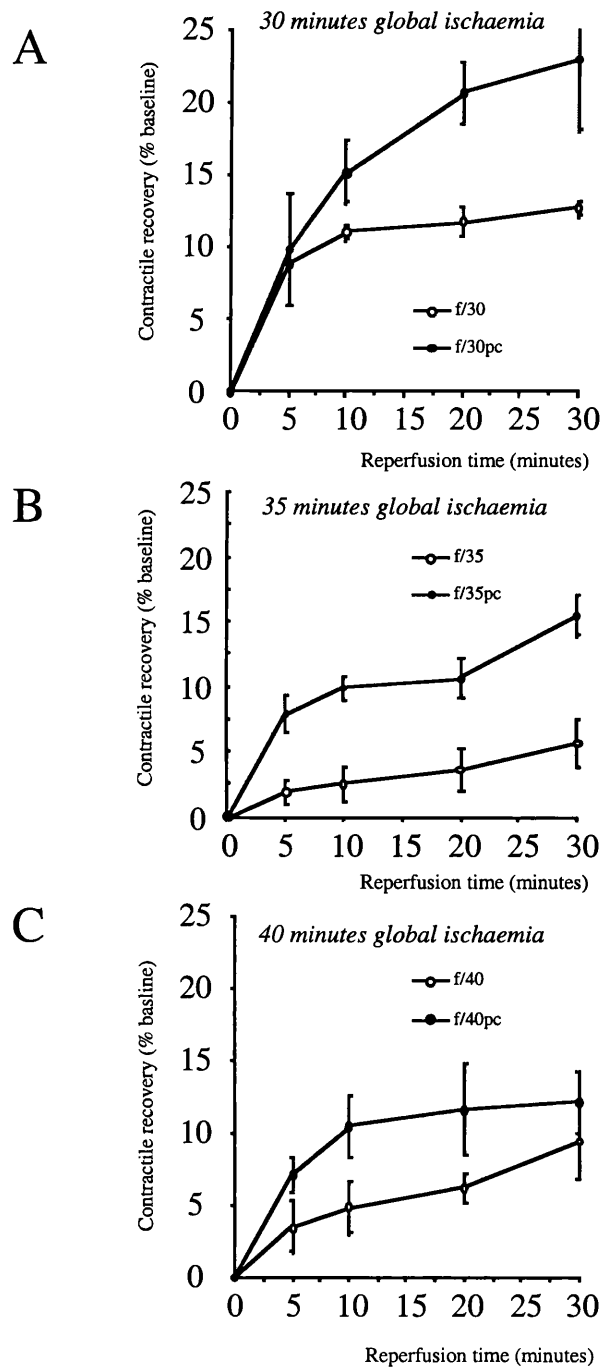 A
30 minutes global ischaemia
Contractile recovery (% baseline)
25
20
15
10
5
0
f/30
f/30pc
0 5 10 15 20 30
Reperfusion time (minutes)
B
35 minutes global ischaemia
Contractile recovery (% baseline)
25
20
15
10
5
0
f/35
f/35pc
0 5 10 15 20 30
Reperfusion time (minutes)
C
40 minutes global ischaemia
Contractile recovery (% basline)
25
20
15
10
5
0
f/40
f/40pc
0 5 10 15 20 30
Reperfusion time (minutes)